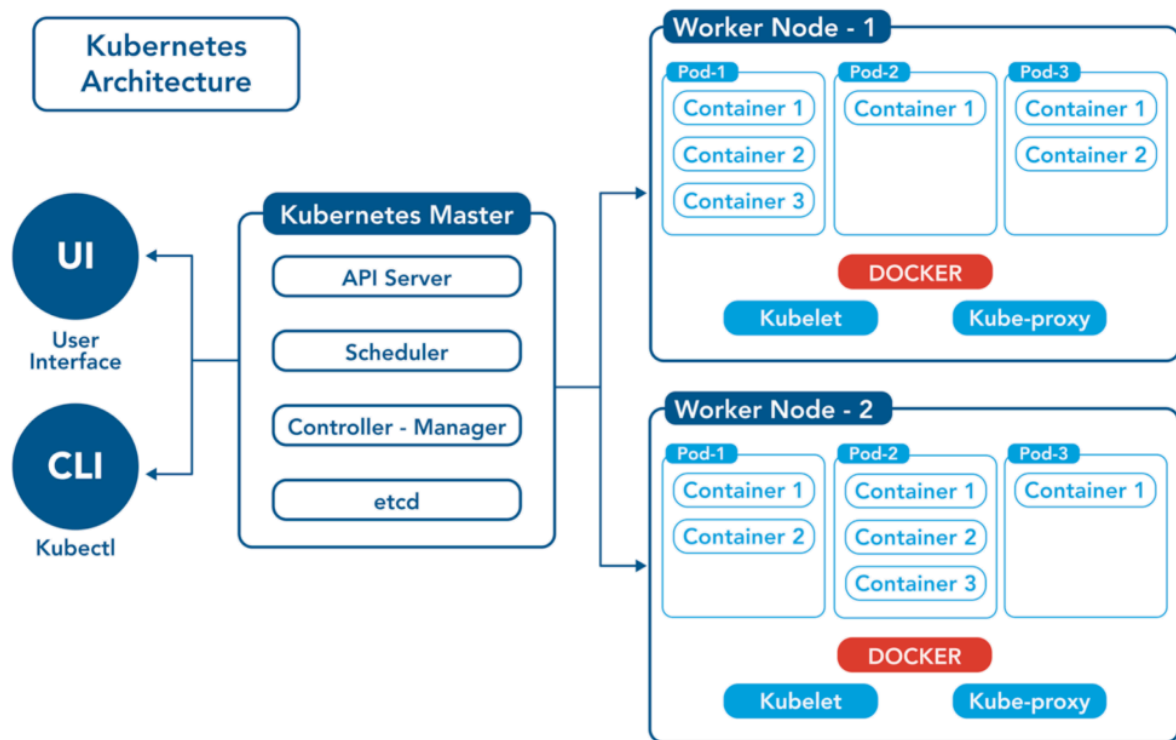 Kubernetes
Architecture
UI
User
Interface
CLI
Kubectl
Kubernetes Master
API Server
Scheduler
Controller - Manager
etcd
Worker Node - 1
Pod-1
Container 1
Container 2
Container 3
Pod-2
Container 1
Pod-3
Container 1
Container 2
DOCKER
Kubelet
Kube-proxy
Worker Node - 2
Pod-1
Container 1
Container 2
Pod-2
Container 1
Container 2
Container 3
Pod-3
Container 1
DOCKER
Kubelet
Kube-proxy